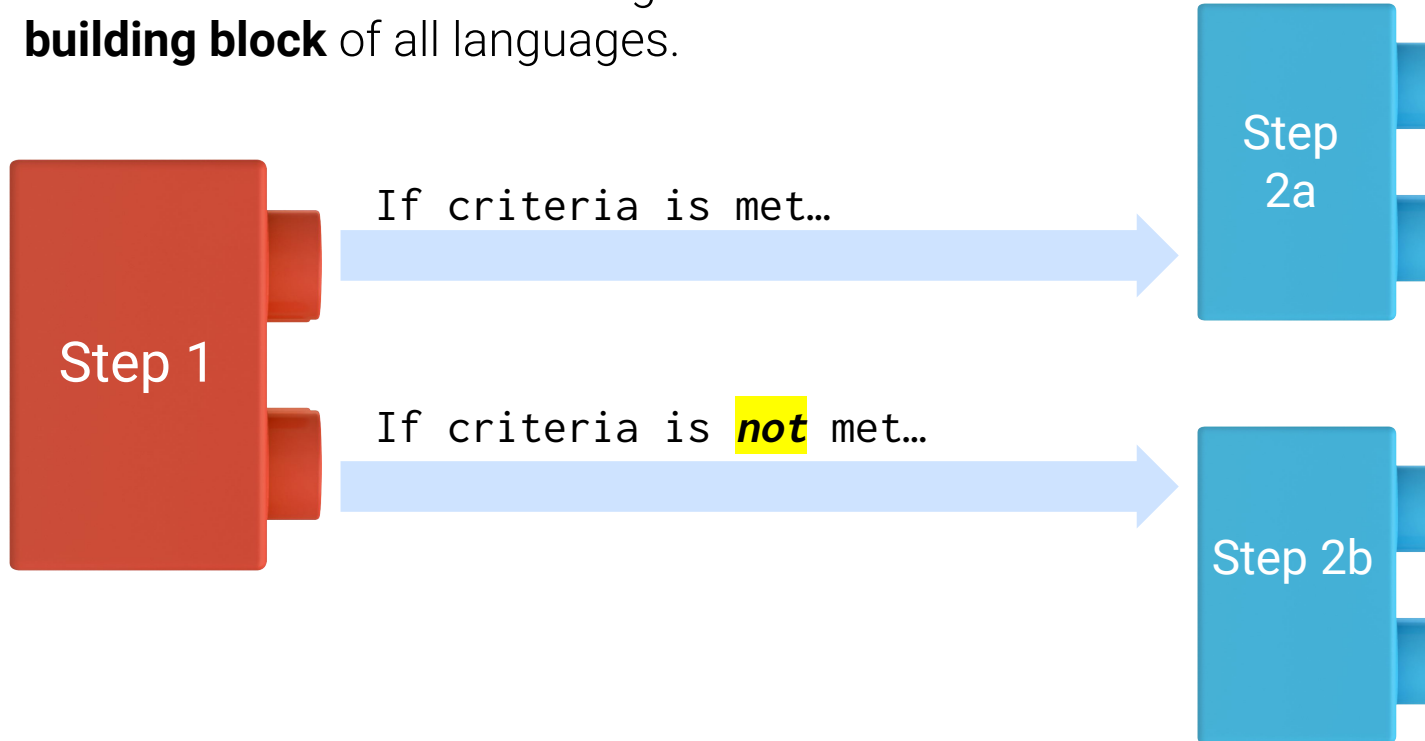 building block of all languages.
If criteria is met…
Step
2a
Step 1
If criteria is not met…
Step 2b